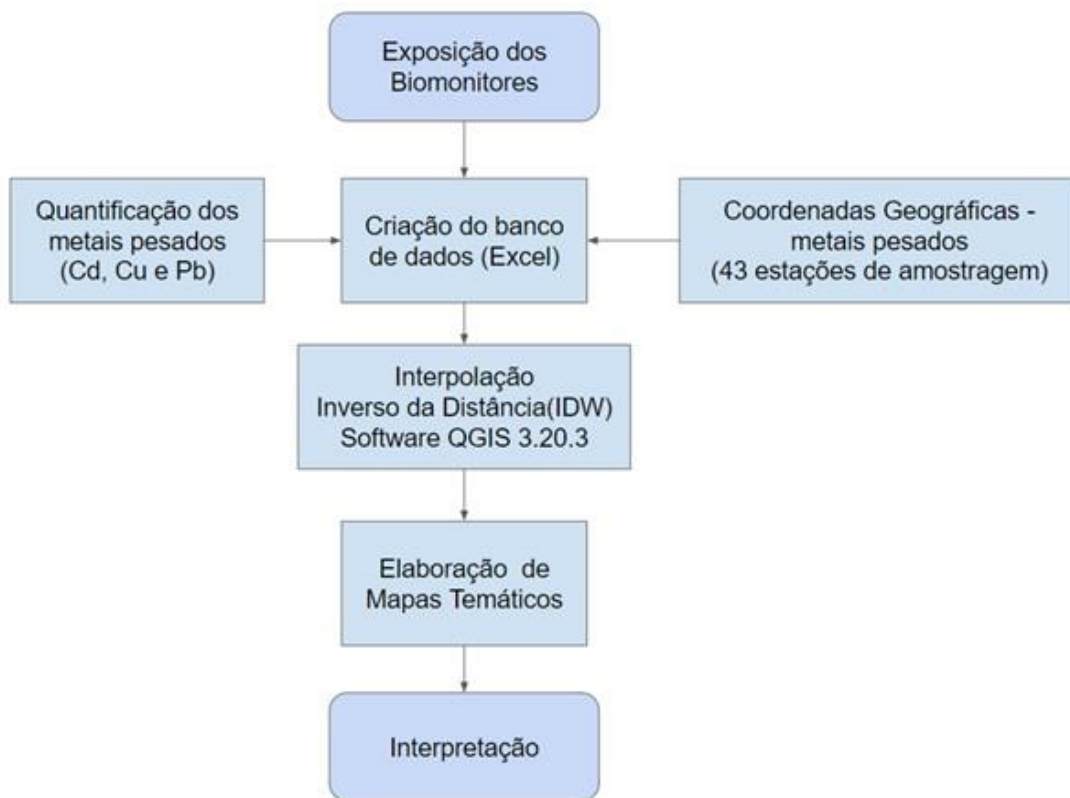 Exposição dos
Biomonitores
Quantificação dos
metais pesados
(Cd, Cu e Pb)
Criação do banco
de dados (Excel)
Coordenadas Geográficas -
metais pesados
(43 estações de amostragem)
Interpolação
Inverso da Distância(IDW)
Software QGIS 3.20.3
Elaboração de
Mapas Temáticos
Interpretação